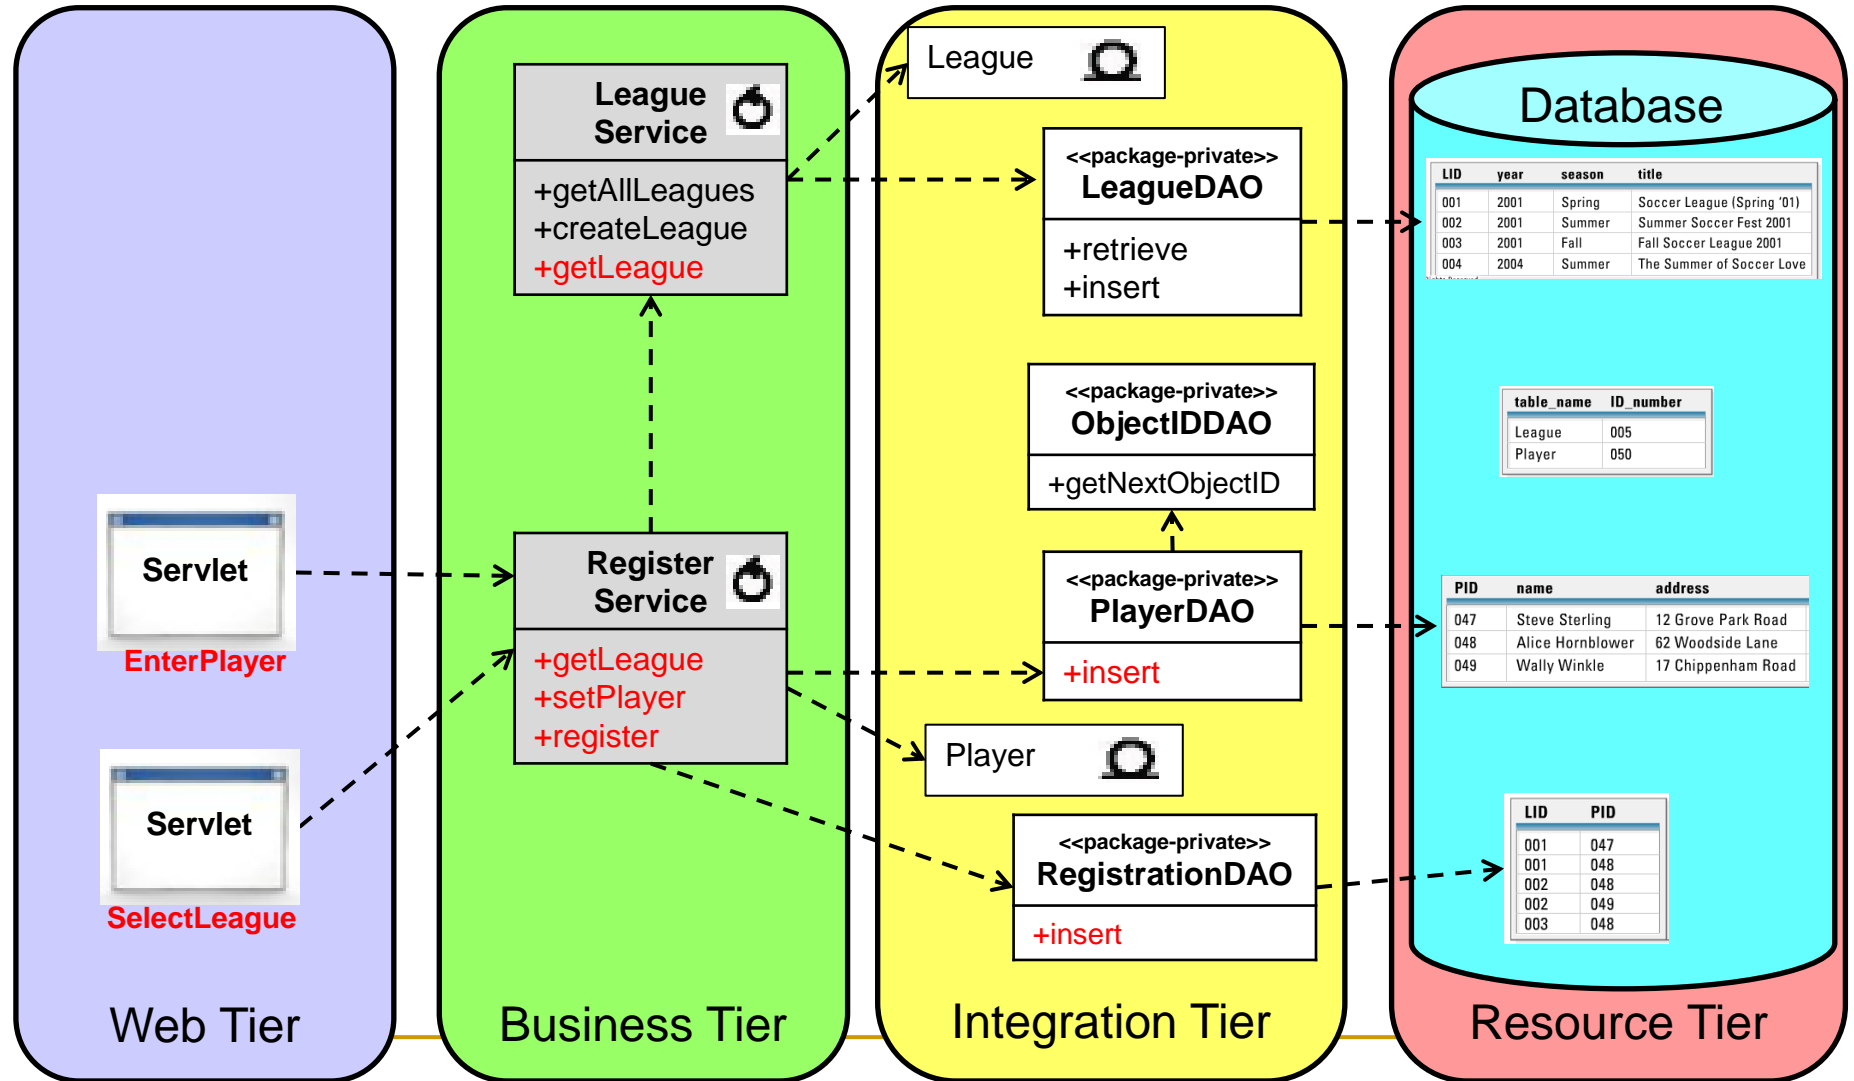 Servlet
EnterPlayer
Servlet
SelectLeague
Web Tier
League
Service
+getAllLeagues
+createLeague
+getLeague
Register
Service
+getLeague
+setPlayer
+register
Business Tier
League
<<package-private>>
LeagueDAO
+retrieve
+insert
<<package-private>>
ObjectIDDAO
+getNextObjectID
<<package-private>>
PlayerDAO
+insert
Player
<<package-private>>
RegistrationDAO
+insert
Integration Tier
Database
LID year season title
001 2001 Spring Soccer League (Spring '01)
002 2001 Summer Summer Soccer Fest 2001
003 2001 Fall Fall Soccer League 2001
004 2004 Summer The Summer of Soccer Love
table_name ID_number
League 005
Player 050
PID name address
047 Steve Sterling 12 Grove Park Road
048 Alice Hornblower 62 Woodside Lane
049 Wally Winkle 17 Chippenham Road
LID PID
001 047
001 048
002 048
002 049
003 048
Resource Tier